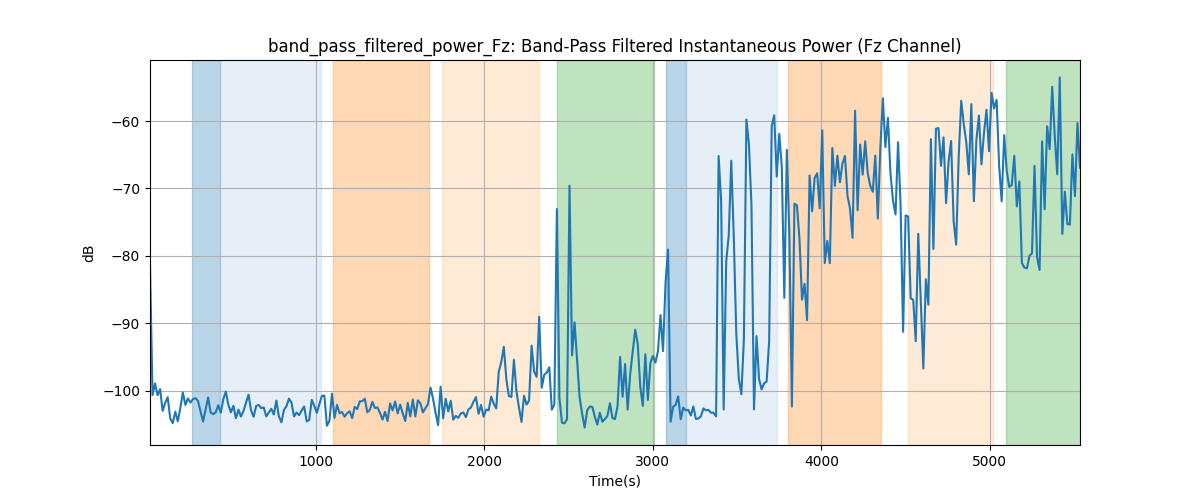 band_pass_filtered_power_Fz: Band-Pass Filtered Instantaneous Power (Fz Channel)
−60
−70
−80
−90
−100
dB
1000 2000 3000 4000 5000
Time(s)